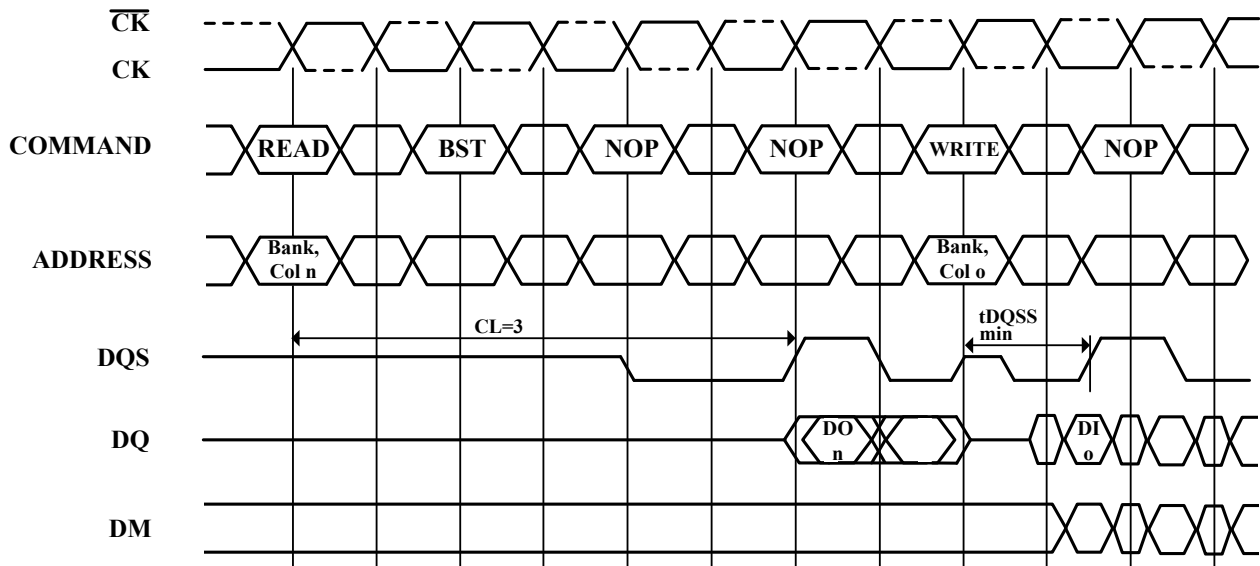 CK
CK
COMMAND
READ
BST
NOP
NOP
WRITE
NOP
ADDRESS
Bank,
Col n
Bank,
Col o
DQS
CL=3
tDQSS
min
DQ
DO
n
DI
o
DM